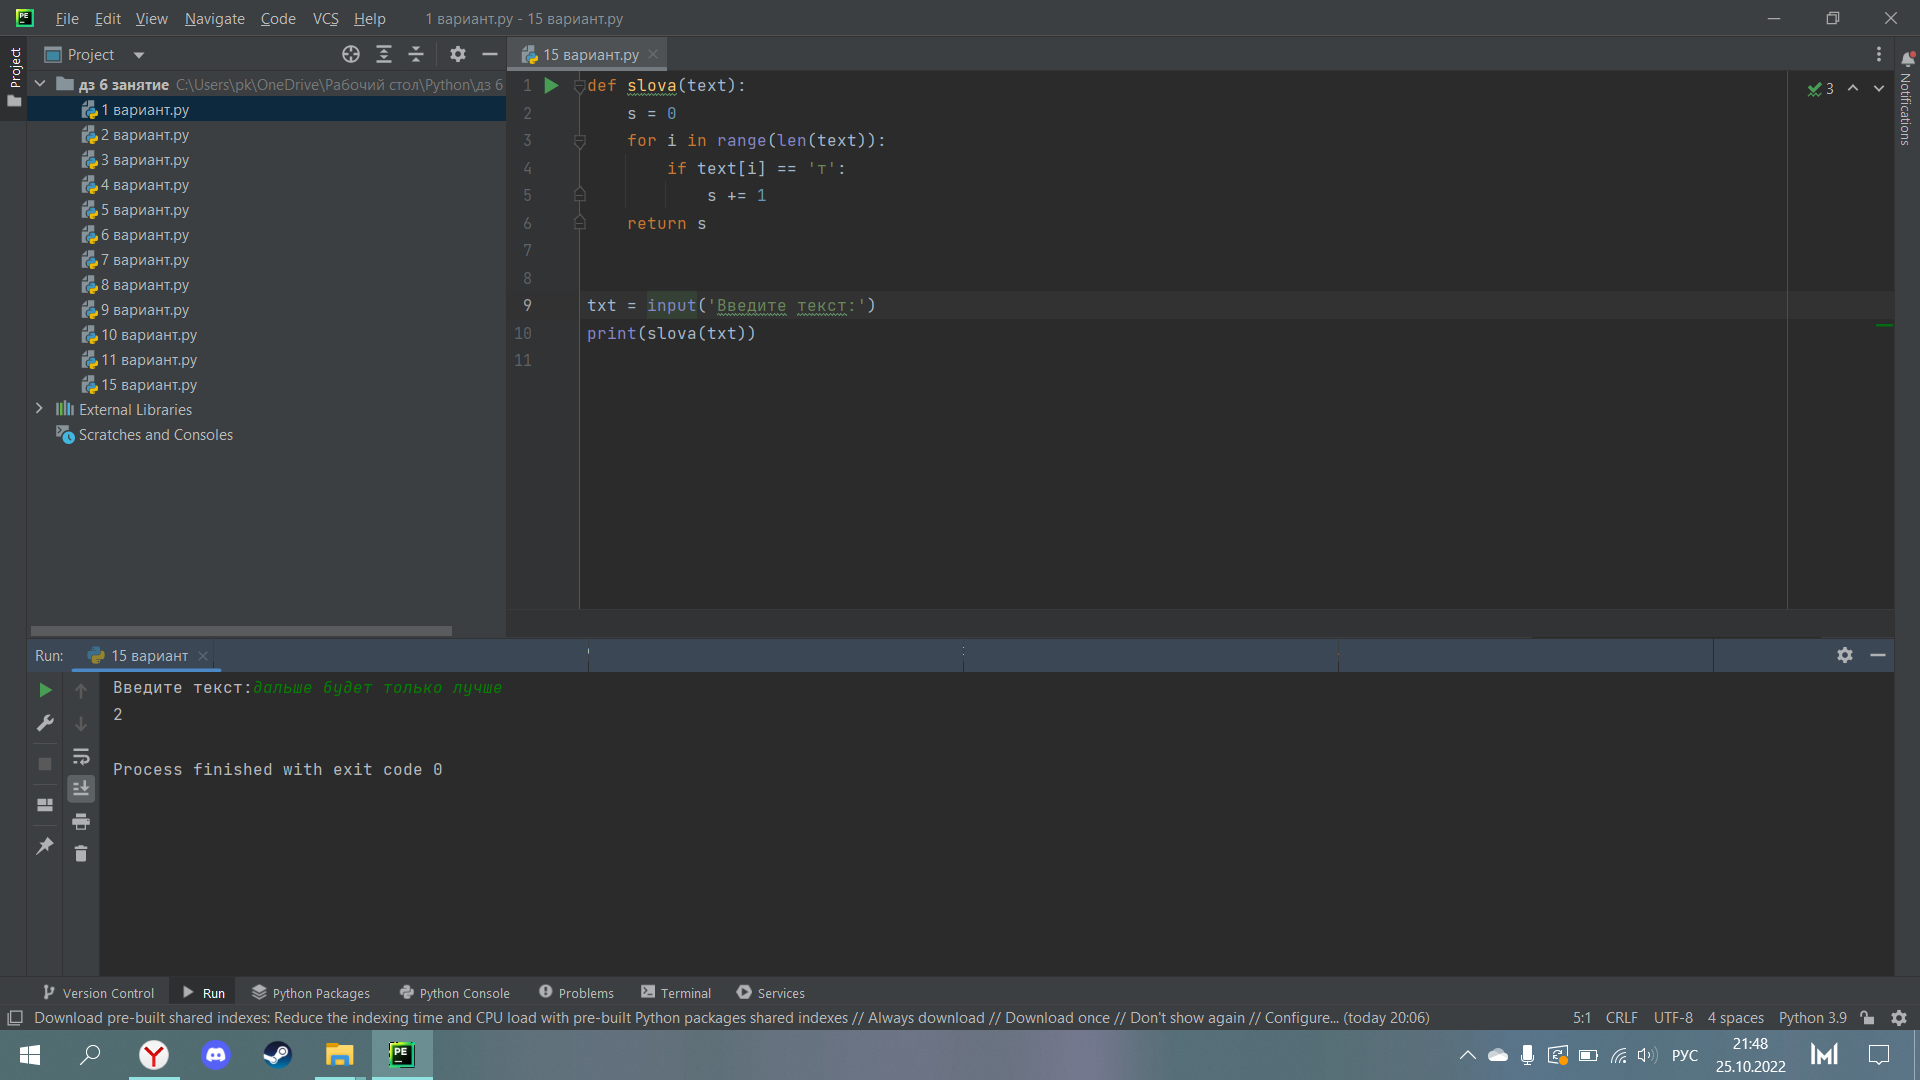 File Edit View Navigate Code VCS Help 1 вариант.py - 15 вариант.py
Project
Project
15 вариант.py
дз 6 занятие C:\Users\pk\OneDrive\Рабочий стол\Python\дз 6
1 вариант.py
2 вариант.py
3 вариант.py
4 вариант.py
5 вариант.py
6 вариант.py
7 вариант.py
8 вариант.py
9 вариант.py
10 вариант.py
11 вариант.py
15 вариант.py
External Libraries
Scratches and Consoles
1 def slova(text):
2 s = 0
3 for i in range(len(text)):
4 if text[i] == 'т':
5 s += 1
6 return s
7
8
9 txt = input('Введите текст:')
10 print(slova(txt))
11
3
Notifications
Run: 15 вариант
Введите текст:дальше будет только лучше
2
Process finished with exit code 0
Version Control Run Python Packages Python Console Problems Terminal Services
Download pre-built shared indexes: Reduce the indexing time and CPU load with pre-built Python packages shared indexes // Always download // Download once // Don't show again // Configure... (today 20:06) 5:1 CRLF UTF-8 4 spaces Python 3.9
PE
РУС
21:48
25.10.2022